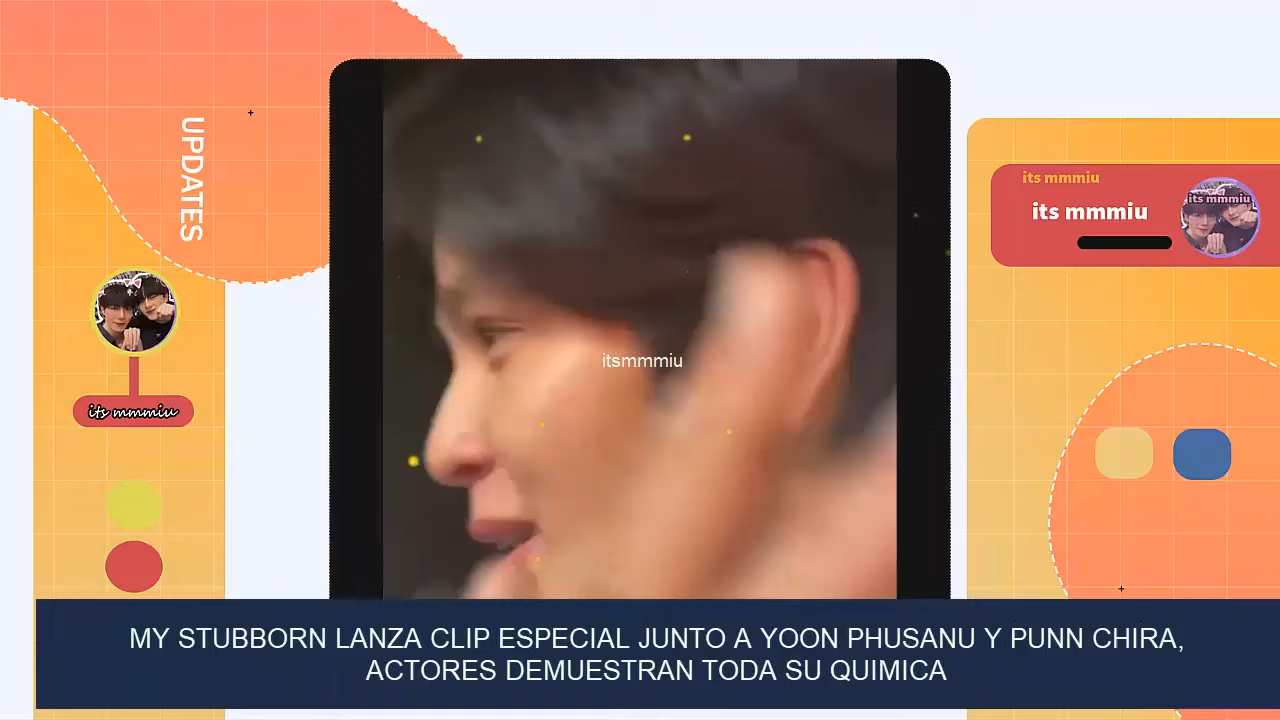 UPDATES
its mmmiu
its mmmiu
its mmmiu
its mmmiu
itsmmmiu
MY STUBBORN LANZA CLIP ESPECIAL JUNTO A YOON PHUSANU Y PUNN CHIRA,
ACTORES DEMUESTRAN TODA SU QUIMICA